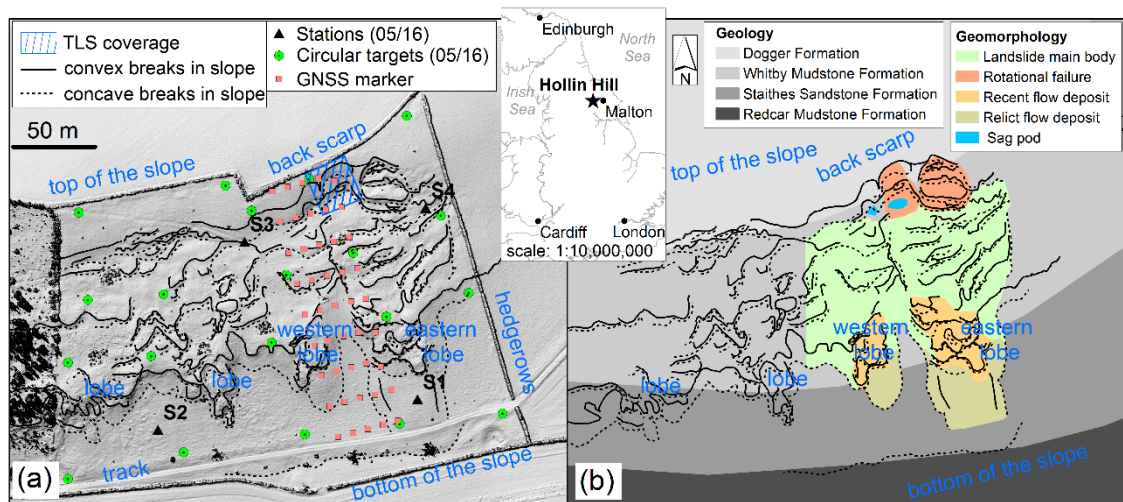 TLS coverage
convex breaks in slope
concave breaks in slope
Stations (05/16)
Circular targets (05/16)
GNSS marker
50 m
top of the slope
back scarp
S4
S3
western
lobe
eastern
lobe
hedgerows
lobe
lobe
S1
S2
track
bottom of the slope
(a)
Edinburgh
North
Sea
Irish
Sea
Hollin Hill
Malton
Cardiff
London
scale: 1:10,000,000
N
Geology
Dogger Formation
Whitby Mudstone Formation
Staithes Sandstone Formation
Redcar Mudstone Formation
Geomorphology
Landslide main body
Rotational failure
Recent flow deposit
Relict flow deposit
Sag pod
top of the slope
back scarp
western
lobe
eastern
lobe
lobe
lobe
bottom of the slope
(b)